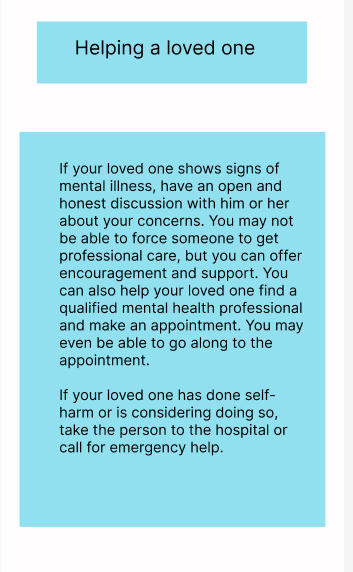 Helping a loved one
If your loved one shows signs of
mental illness, have an open and
honest discussion with him or her
about your concerns. You may not
be able to force someone to get
professional care, but you can offer
encouragement and support. You
can also help your loved one find a
qualified mental health professional
and make an appointment. You may
even be able to go along to the
appointment.
If your loved one has done self-
harm or is considering doing so,
take the person to the hospital or
call for emergency help.